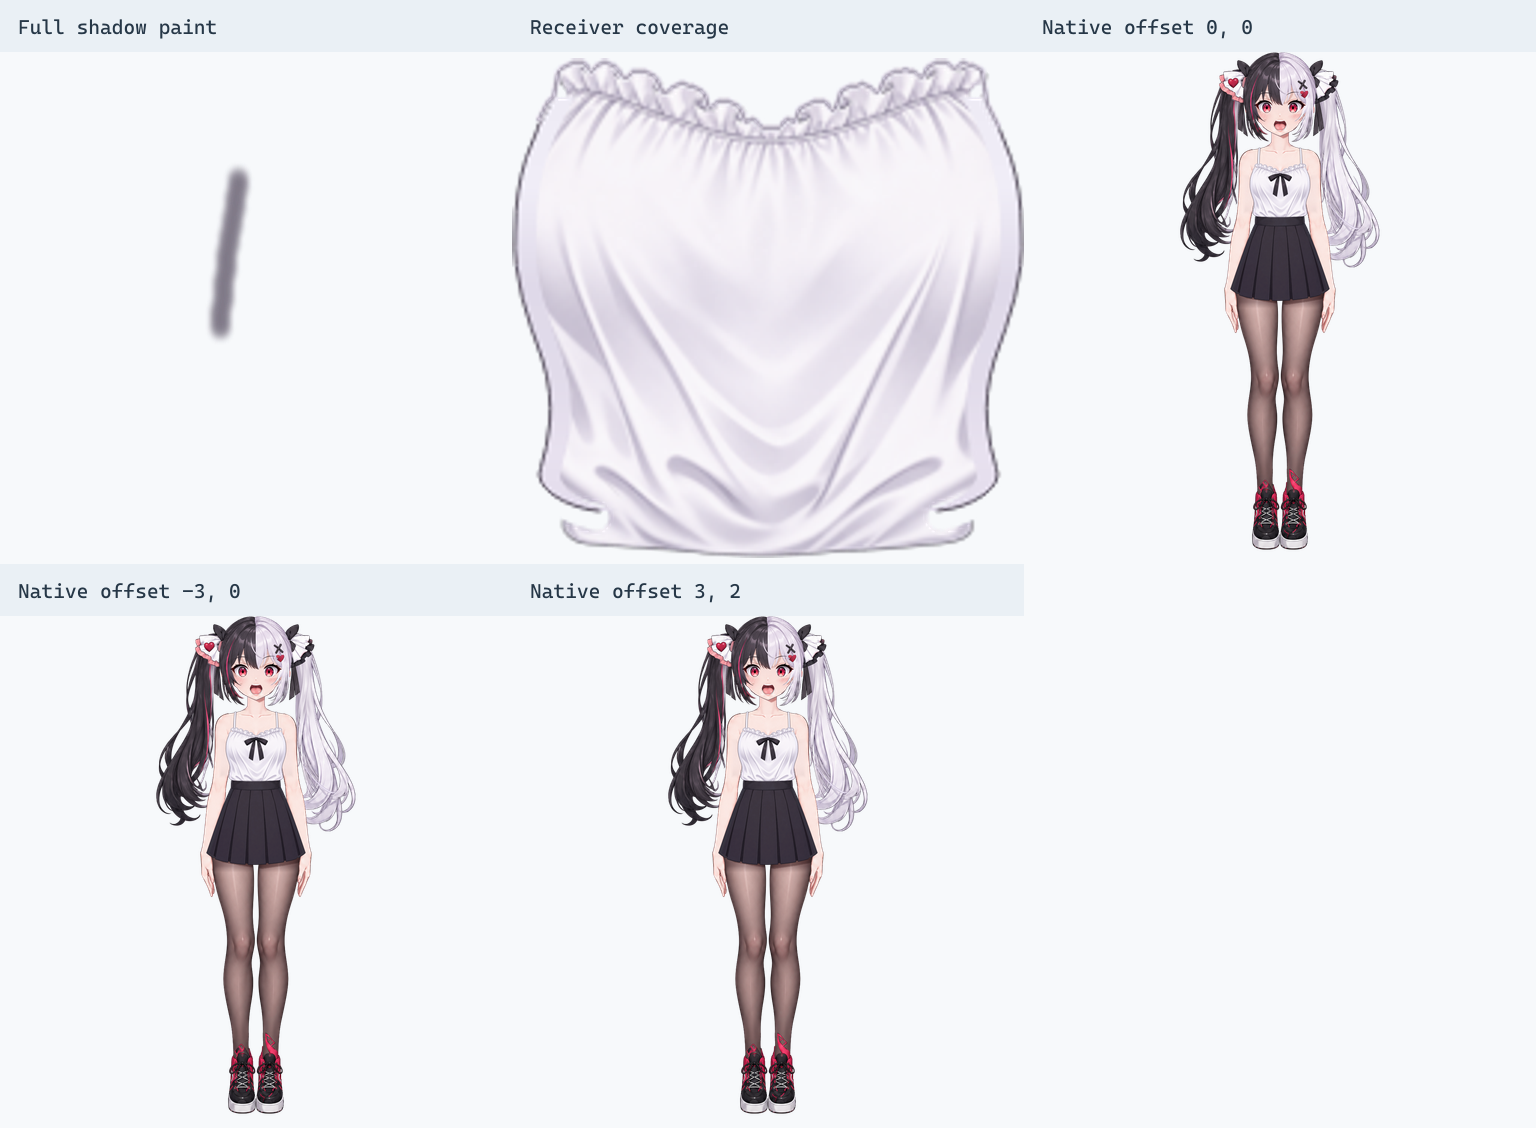 Full shadow paint
Receiver coverage
Native offset 0, 0
Native offset −3, 0
Native offset 3, 2